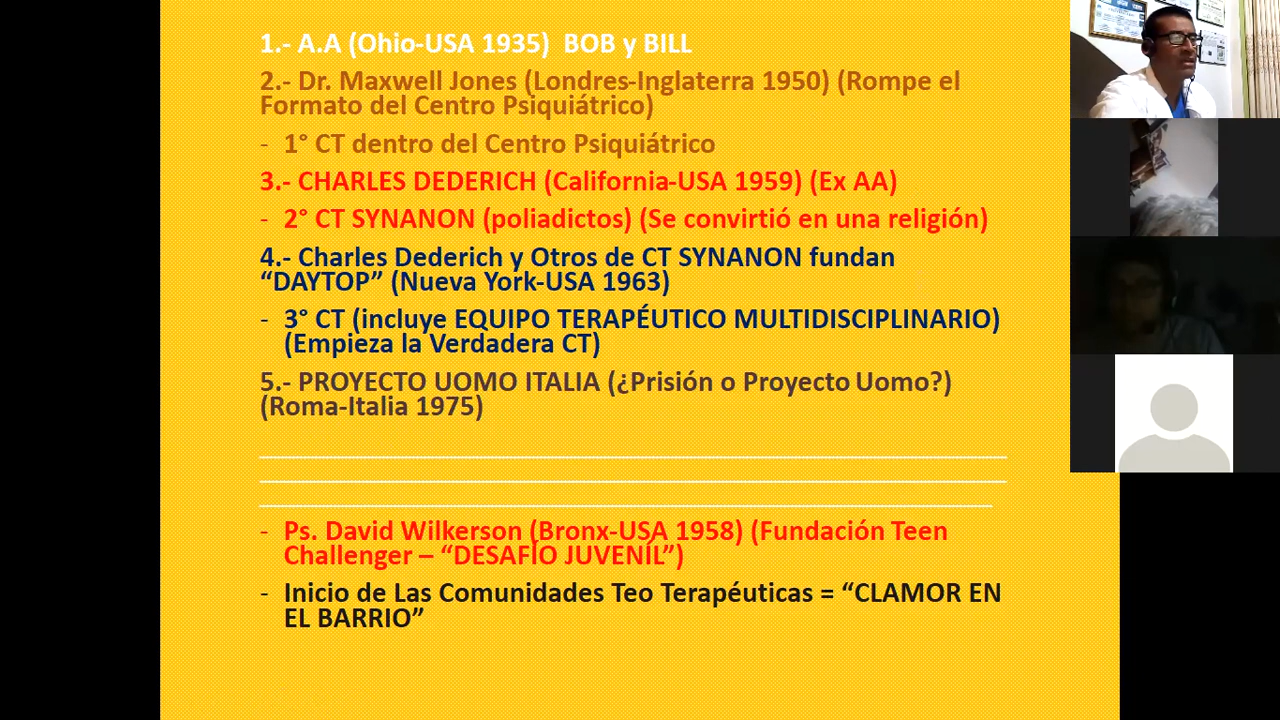 1.- A.A (Ohio-USA 1935)  BOB y BILL
2.- Dr. Maxwell Jones (Londres-Inglaterra 1950) (Rompe el
Formato del Centro Psiquiátrico)
- 1° CT dentro del Centro Psiquiátrico
3.- CHARLES DEDERICH (California-USA 1959) (Ex AA)
- 2° CT SYNANON (poliadictos) (Se convirtió en una religión)
4.- Charles Dederich y Otros de CT SYNANON fundan
“DAYTOP” (Nueva York-USA 1963)
- 3° CT (incluye EQUIPO TERAPÉUTICO MULTIDISCIPLINARIO)
(Empieza la Verdadera CT)
5.- PROYECTO UOMO ITALIA (¿Prisión o Proyecto Uomo?)
(Roma-Italia 1975)
- Ps. David Wilkerson (Bronx-USA 1958) (Fundación Teen
Challenger – “DESAFÍO JUVENÍL”)
- Inicio de Las Comunidades Teo Terapéuticas = “CLAMOR EN
EL BARRIO”